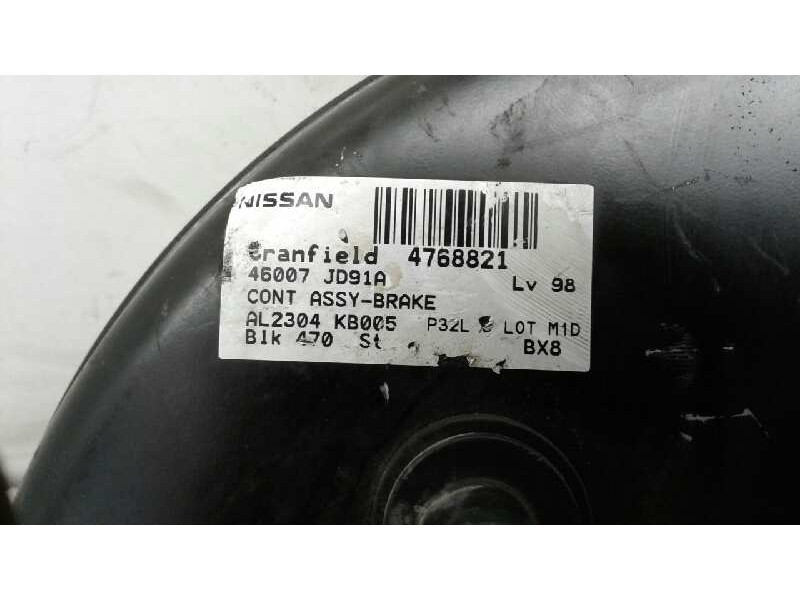 NISSAN
Cranfield 4768821
46007 JD91A Lv 98
CONT ASSY-BRAKE
AL2304 KB005 P32L LOT M1D
Blk 470 St BX8